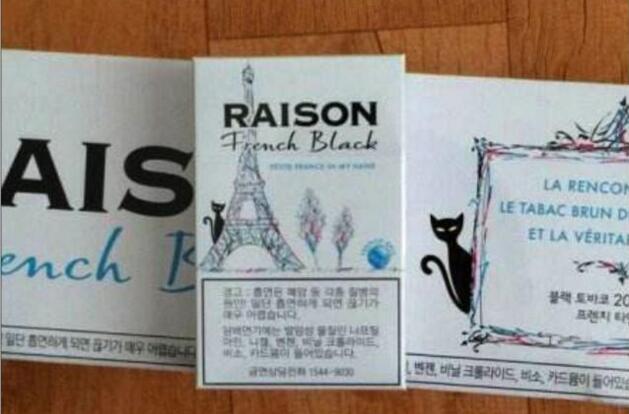 AIS
ench B
일단 흡연하게 되면 끊기가
매우 어렵습니다.
RAISON
French Black
경고 : 흡연은 폐암 등 각종 질병의
원인! 일단 흡연하게 되면 끊기가
매우 어렵습니다.
담배연기에는 발암성 물질인 나프틸
아민, 니켈, 벤젠, 비닐 크롤라이드,
비소, 카드뮴이 들어있습니다.
금연상담전화 1544-9030
LA RENCON
LE TABAC BRUN D
ET LA VÉRITA
블랙 토바코 20
프렌치 타
벤젠, 비닐 크롤라이드, 비소, 카드뮴이 들어있